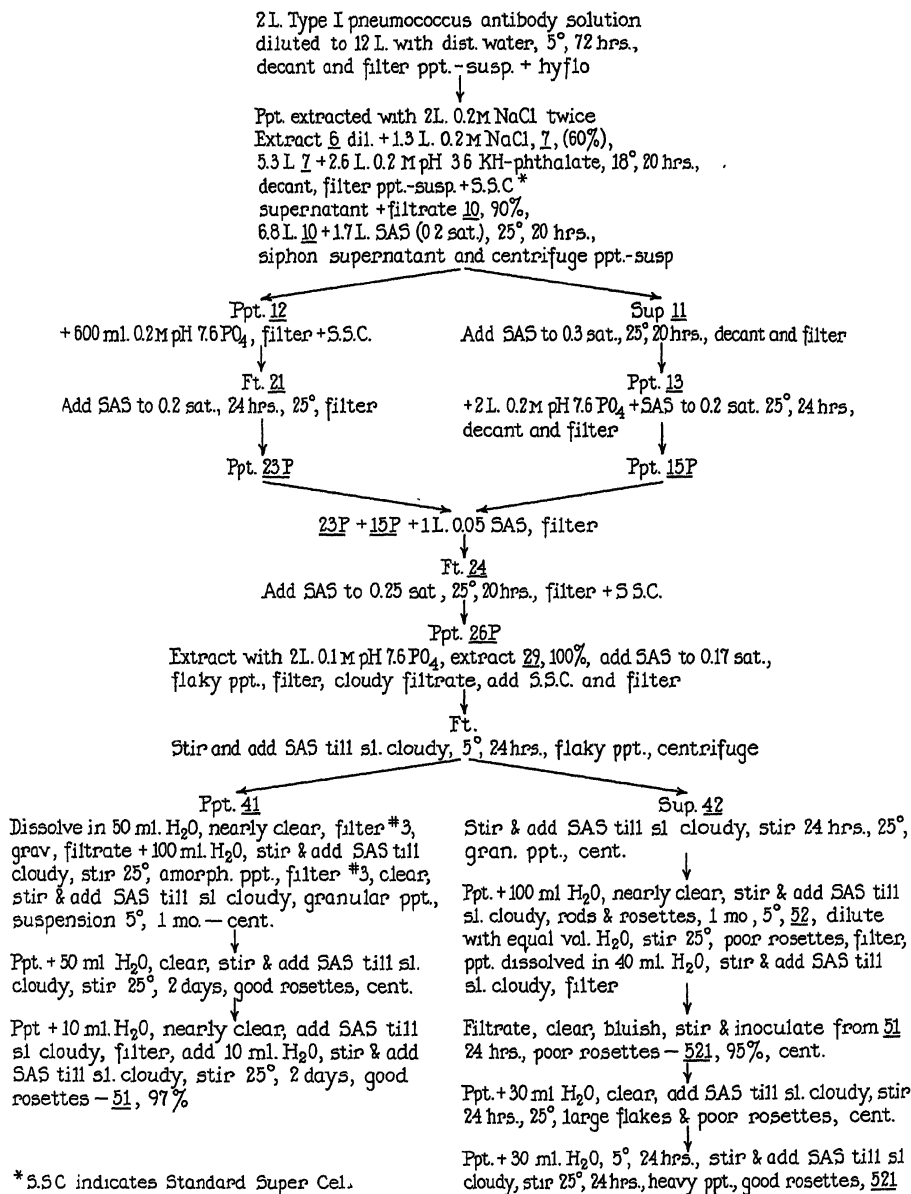 2 L. Type I pneumococcus antibody solution
diluted to 12 L. with dist. water, 5°, 72 hrs.,
decant and filter ppt.-susp. + hyflo
Ppt. extracted with 2L. 0.2M NaCl twice
Extract 6 dil. + 1.3 L. 0.2 M NaCl, 7, (60%),
5.3 L 7 + 2.6 L. 0.2 M pH 3 6 KH-phthalate, 18°, 20 hrs.,
decant, filter ppt.-susp. + S.S.C*
supernatant + filtrate 10, 90%,
6.8 L. 10 + 1.7 L. SAS (0 2 sat.), 25°, 20 hrs.,
siphon supernatant and centrifuge ppt.-susp
Ppt. 12
+ 600 ml. 0.2 M pH 7.6 PO4, filter + S.S.C.
Ft. 21
Add SAS to 0.2 sat., 24 hrs., 25°, filter
Ppt. 23P
Sup 11
Add SAS to 0.3 sat., 25°, 20 hrs., decant and filter
Ppt. 13
+2 L. 0.2 M pH 7.6 PO4 + SAS to 0.2 sat. 25°, 24 hrs,
decant and filter
Ppt. 15P
23P + 15P + 1 L. 0.05 SAS, filter
Ft. 24
Add SAS to 0.25 sat , 25°, 20 hrs., filter + S S.C.
Ppt. 26P
Extract with 2L. 0.1 M pH 7.6 PO4, extract 29, 100%, add SAS to 0.17 sat.,
flaky ppt., filter, cloudy filtrate, add S.S.C. and filter
Ft.
Stir and add SAS till sl. cloudy, 5°, 24 hrs., flaky ppt., centrifuge
Ppt. 41
Dissolve in 50 ml. H2O, nearly clear, filter #3,
grav, filtrate + 100 ml. H2O, stir & add SAS till
cloudy, stir 25°, amorph. ppt., filter #3, clear,
stir & add SAS till sl cloudy, granular ppt.,
suspension 5°, 1 mo. — cent.
Ppt. + 50 ml H2O, clear, stir & add SAS till sl.
cloudy, stir 25°, 2 days, good rosettes, cent.
Ppt + 10 ml. H2O, nearly clear, add SAS till
sl cloudy, filter, add 10 ml. H2O, stir & add
SAS till sl. cloudy, stir 25°, 2 days, good
rosettes – 51, 97%
Sup. 42
Stir & add SAS till sl cloudy, stir 24 hrs., 25°,
gran. ppt., cent.
Ppt. + 100 ml H2O, nearly clear, stir & add SAS till
sl. cloudy, rods & rosettes, 1 mo , 5°, 52, dilute
with equal vol. H2O, stir 25°, poor rosettes, filter,
ppt. dissolved in 40 ml. H2O, stir & add SAS till
sl. cloudy, filter
Filtrate, clear, bluish, stir & inoculate from 51
24 hrs., poor rosettes – 521, 95%, cent.
Ppt. + 30 ml H2O, clear, add SAS till sl. cloudy, stir
24 hrs., 25°, large flakes & poor rosettes, cent.
Ppt. + 30 ml. H2O, 5°, 24 hrs., stir & add SAS till sl
cloudy, stir 25°, 24 hrs., heavy ppt., good rosettes, 521
* S.S C indicates Standard Super Cel.